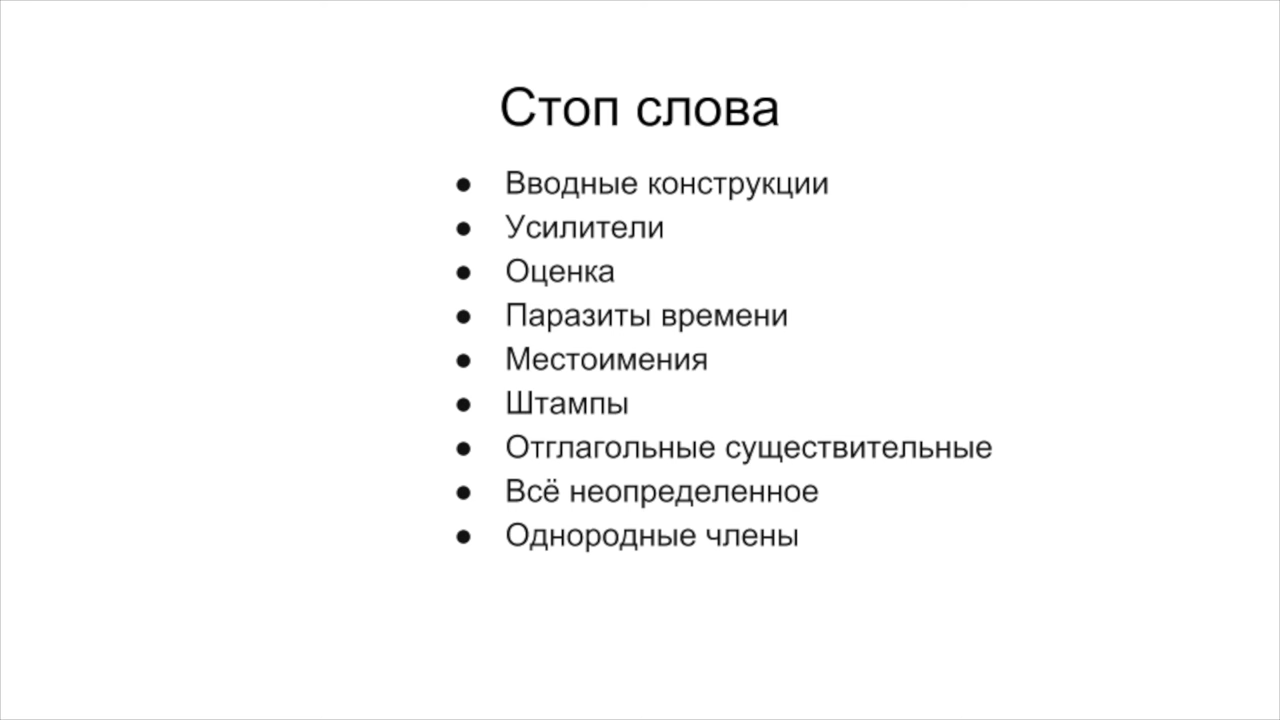 Стоп слова
● Вводные конструкции
● Усилители
● Оценка
● Паразиты времени
● Местоимения
● Штампы
● Отглагольные существительные
● Всё неопределенное
● Однородные члены